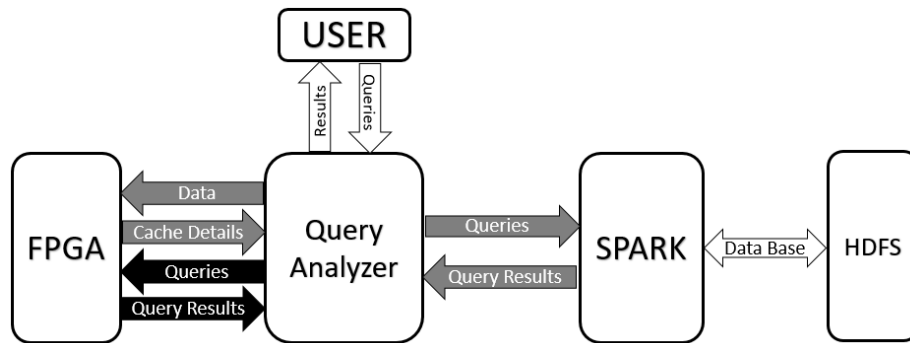 USER
Results
Queries
FPGA
Data
Cache Details
Queries
Query Results
Query
Analyzer
Queries
Query Results
SPARK
Data Base
HDFS